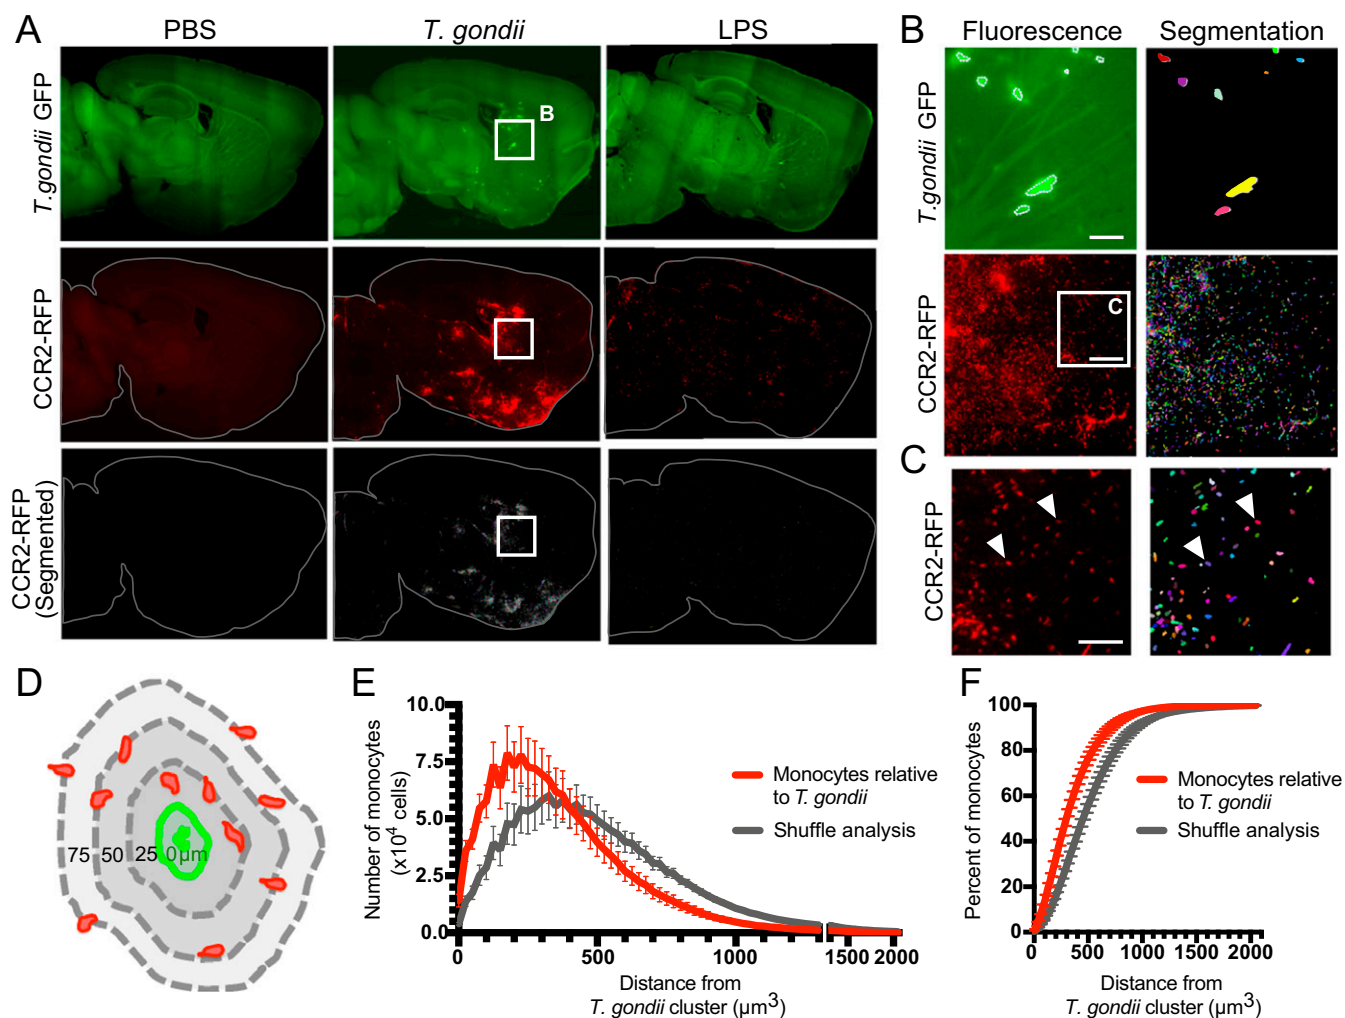 A
PBS
T. gondii
LPS
T.gondii GFP
B
CCR2-RFP
CCR2-RFP
(Segmented)
B
Fluorescence
Segmentation
T.gondii GFP
CCR2-RFP
C
C
CCR2-RFP
D
75 50 25 0µm
E
Number of monocytes
(x10⁴ cells)
10.0
7.5
5.0
2.5
0.0
0 500 1000 1500 2000
Monocytes relative
to T. gondii
Shuffle analysis
Distance from
T. gondii cluster (µm³)
F
Percent of monocytes
100
80
60
40
20
0
0 500 1000 1500 2000
Monocytes relative
to T. gondii
Shuffle analysis
Distance from
T. gondii cluster (µm³)